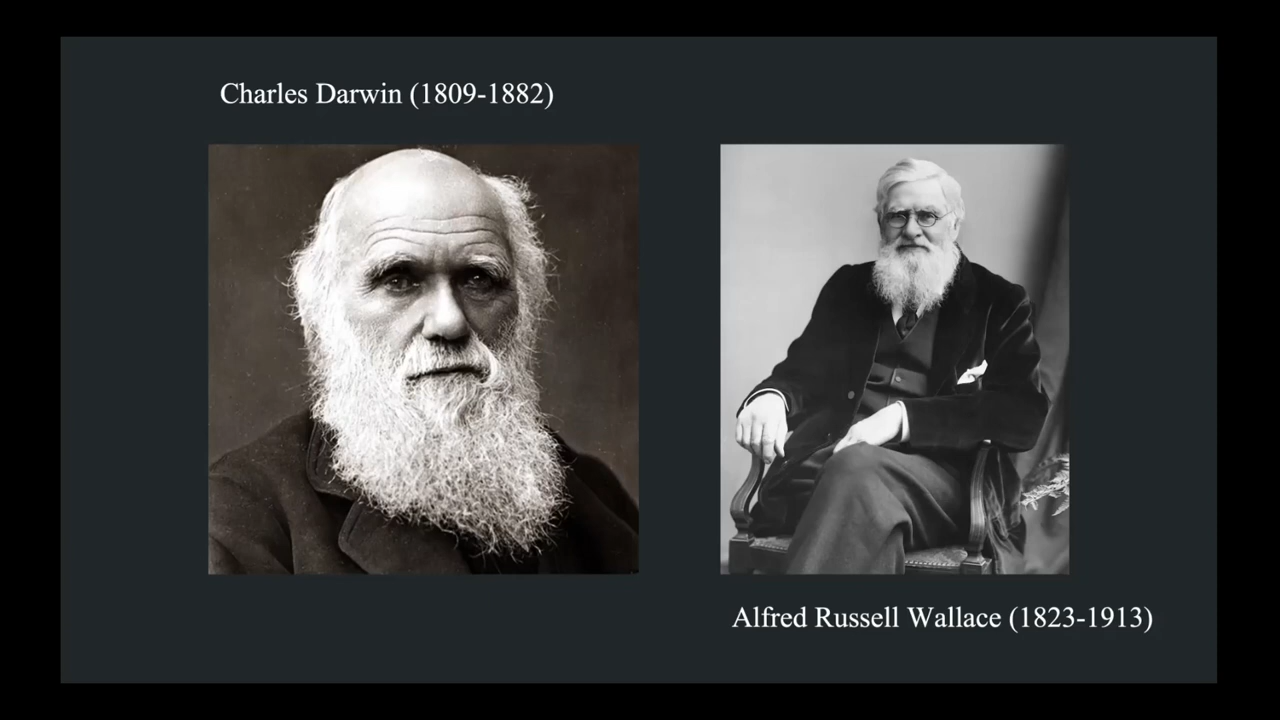 Charles Darwin (1809-1882)
Alfred Russell Wallace (1823-1913)